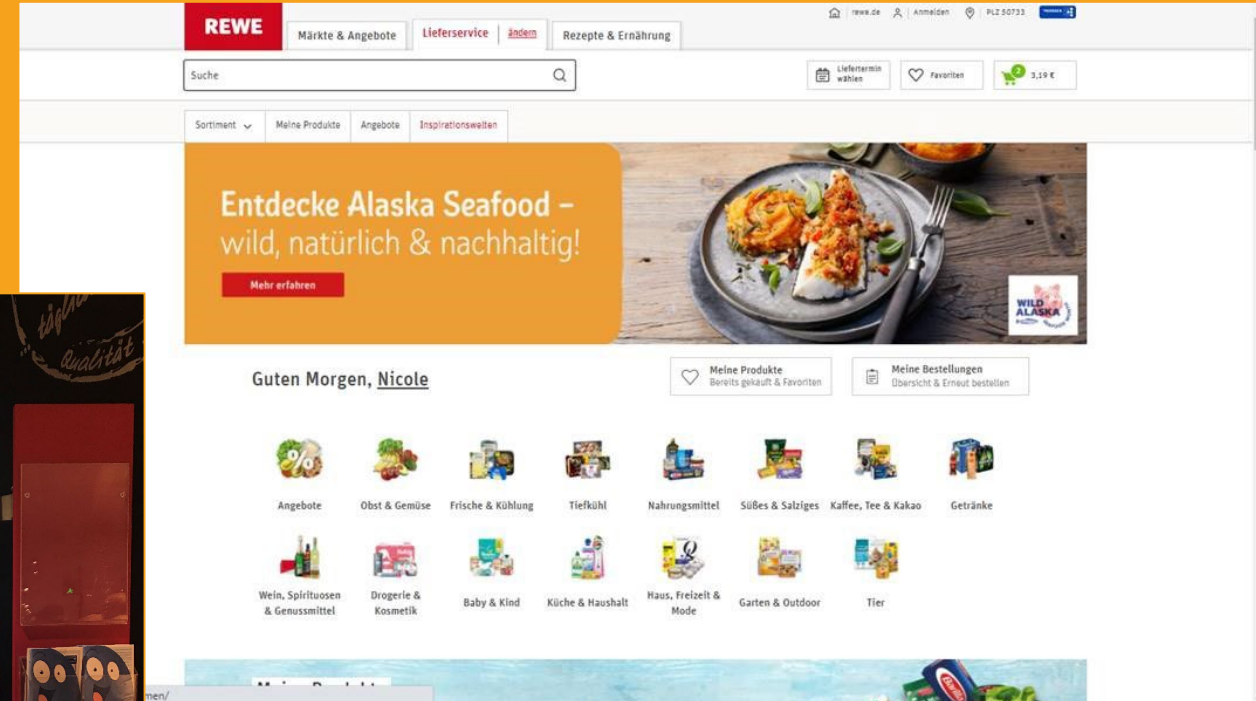 rewe.de Anmelden PLZ 50733
REWE
Märkte & Angebote Lieferservice ändern Rezepte & Ernährung
Suche
Liefertermin
wählen
Favoriten
2 3,19 €
Sortiment Meine Produkte Angebote Inspirationswelten
Entdecke Alaska Seafood –
wild, natürlich & nachhaltig!
Mehr erfahren
WILD
ALASKA
Guten Morgen, Nicole
Meine Produkte
Bereits gekauft & Favoriten
Meine Bestellungen
Übersicht & Erneut bestellen
%
Angebote Obst & Gemüse Frische & Kühlung Tiefkühl Nahrungsmittel Süßes & Salziges Kaffee, Tee & Kakao Getränke
Wein, Spirituosen
& Genussmittel
Drogerie &
Kosmetik
Baby & Kind
Küche & Haushalt
Haus, Freizeit &
Mode
Garten & Outdoor
Tier
Qualität
Barilla
men/